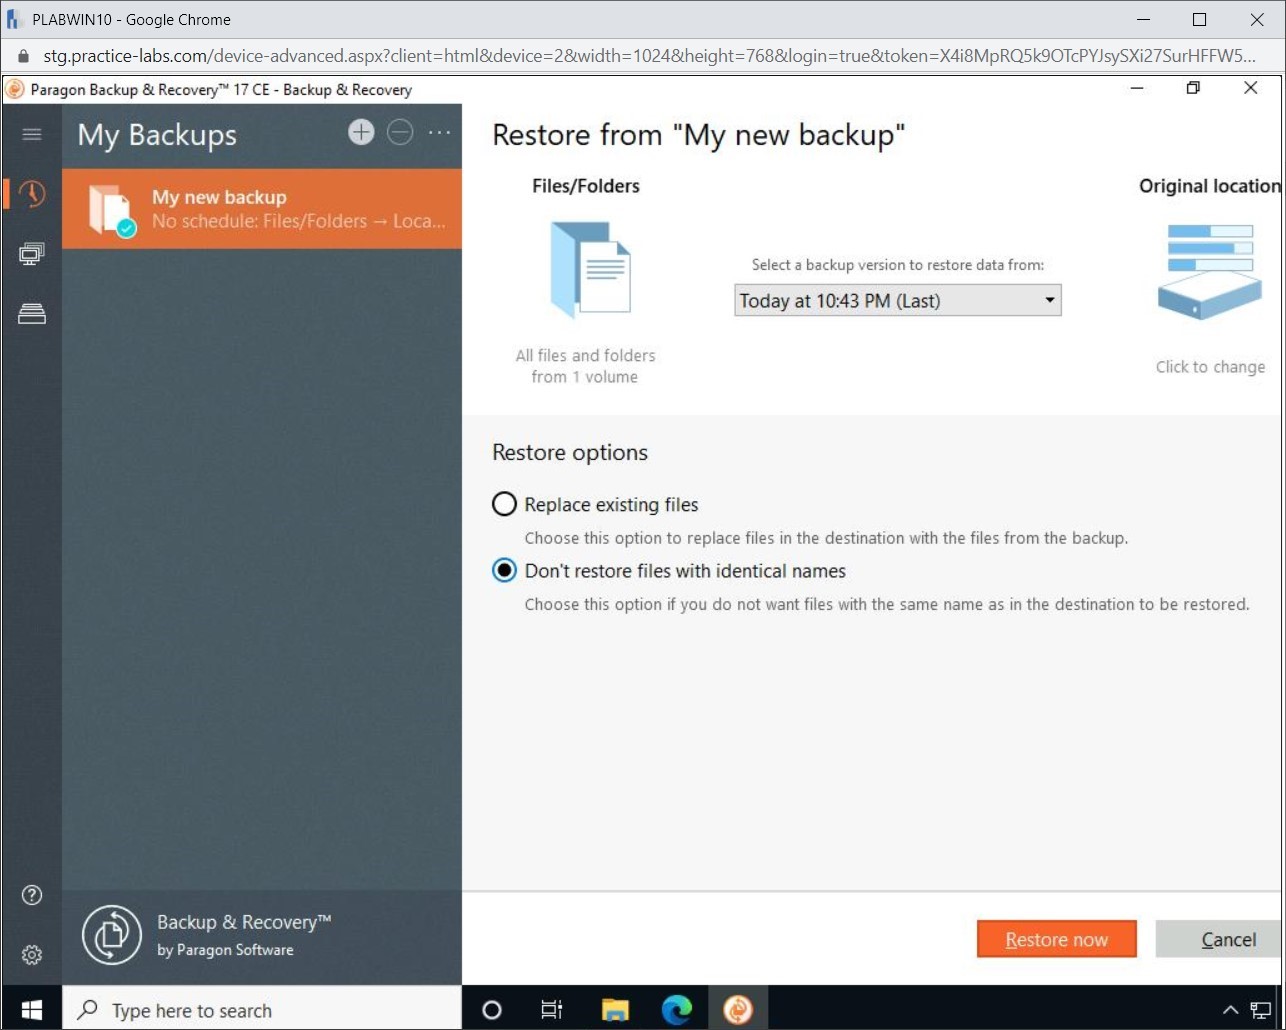 PLABWIN10 - Google Chrome
stg.practice-labs.com/device-advanced.aspx?client=html&device=2&width=1024&height=768&login=true&token=X4i8MpRQ5k9OTcPYJsySXi27SurHFFW5...
Paragon Backup & Recovery™ 17 CE - Backup & Recovery
My Backups
My new backup
No schedule: Files/Folders → Loca...
Restore from "My new backup"
Files/Folders
Original location
Select a backup version to restore data from:
Today at 10:43 PM (Last)
All files and folders
from 1 volume
Click to change
Restore options
Replace existing files
Choose this option to replace files in the destination with the files from the backup.
Don't restore files with identical names
Choose this option if you do not want files with the same name as in the destination to be restored.
Backup & Recovery™
by Paragon Software
Restore now
Cancel
Type here to search